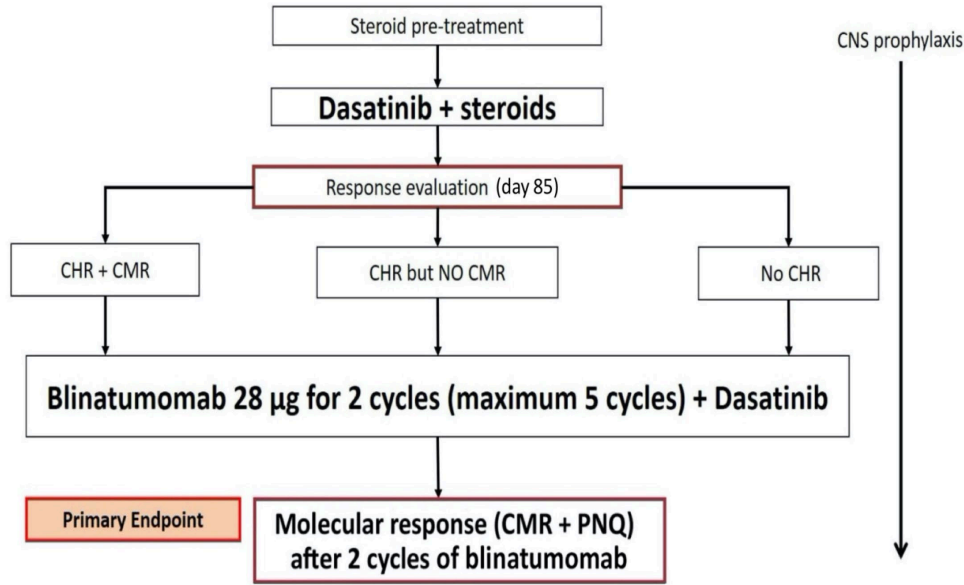 Steroid pre-treatment
CNS prophylaxis
Dasatinib + steroids
Response evaluation (day 85)
CHR + CMR
CHR but NO CMR
No CHR
Blinatumomab 28 µg for 2 cycles (maximum 5 cycles) + Dasatinib
Primary Endpoint
Molecular response (CMR + PNQ)
after 2 cycles of blinatumomab